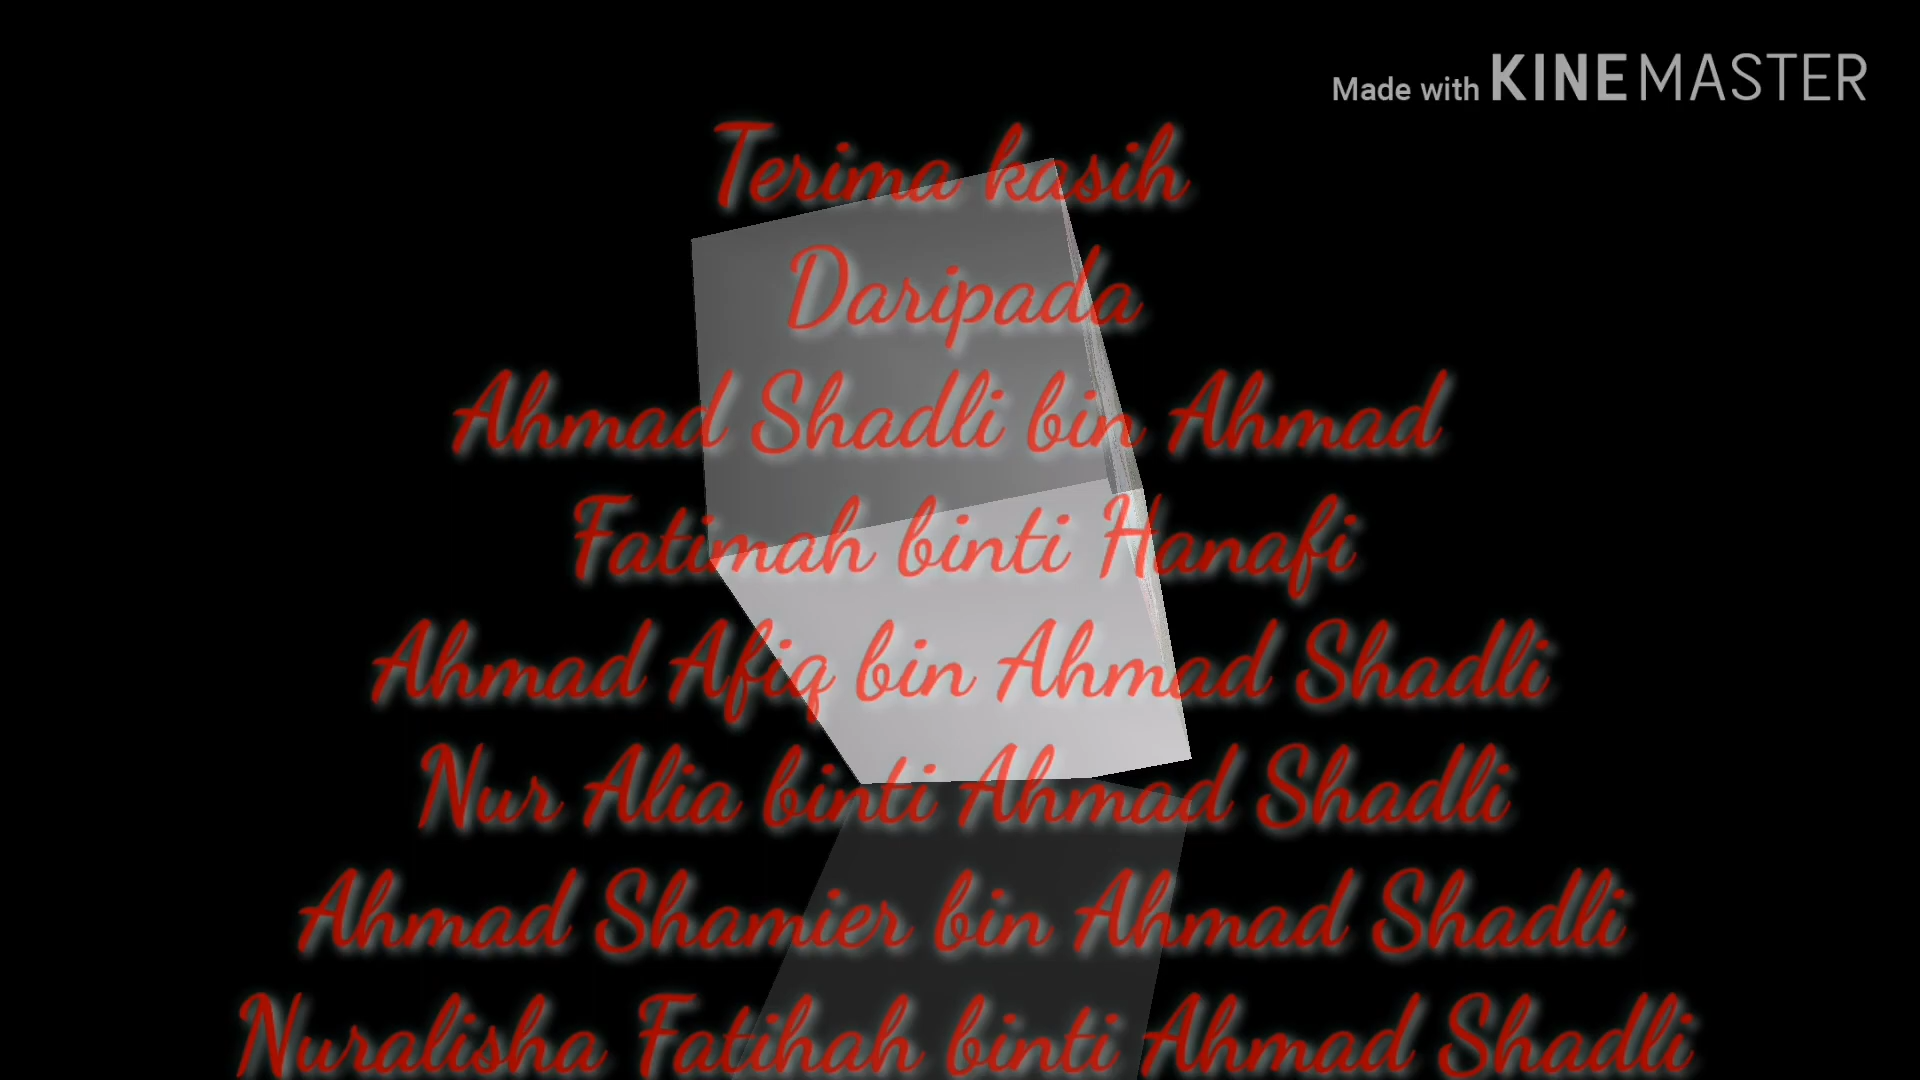 Made with KINEMASTER
Terima kasih
Daripada
Ahmad Shadli bin Ahmad
Fatimah binti Hanafi
Ahmad Afiq bin Ahmad Shadli
Nur Alia binti Ahmad Shadli
Ahmad Shamier bin Ahmad Shadli
Nuralisha Fatihah binti Ahmad Shadli